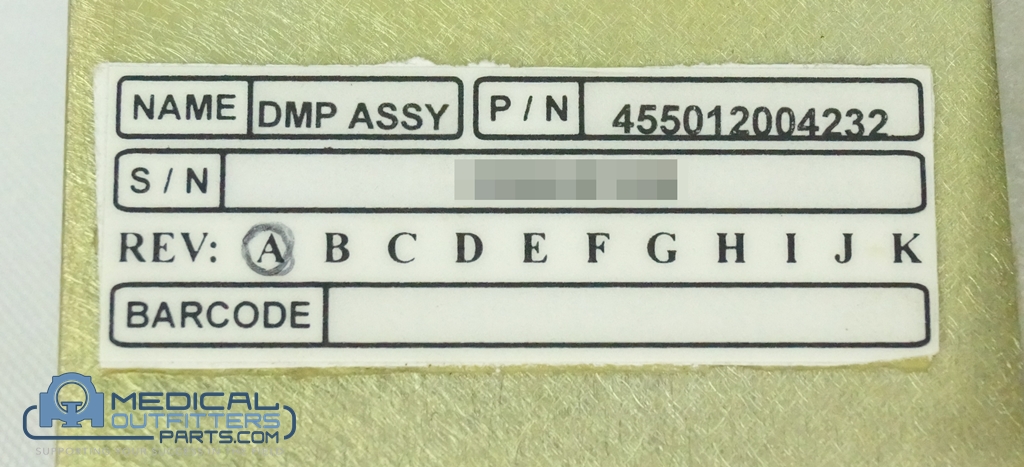 NAME DMP ASSY P/N 455012004232
S/N
REV: A B C D E F G H I J K
BARCODE
MEDICAL
OUTFITTERS
PARTS.COM